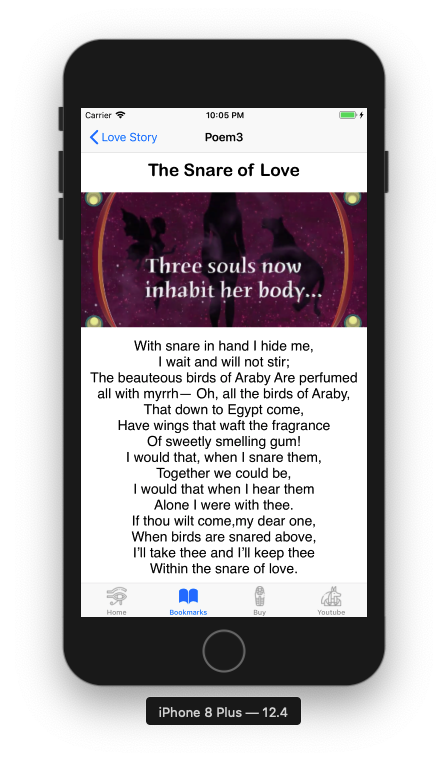 Carrier 10:05 PM
Love Story Poem3
The Snare of Love
Three souls now
inhabit her body...
With snare in hand I hide me,
I wait and will not stir;
The beauteous birds of Araby Are perfumed
all with myrrh— Oh, all the birds of Araby,
That down to Egypt come,
Have wings that waft the fragrance
Of sweetly smelling gum!
I would that, when I snare them,
Together we could be,
I would that when I hear them
Alone I were with thee.
If thou wilt come,my dear one,
When birds are snared above,
I'll take thee and I'll keep thee
Within the snare of love.
Home Bookmarks Buy Youtube
iPhone 8 Plus — 12.4